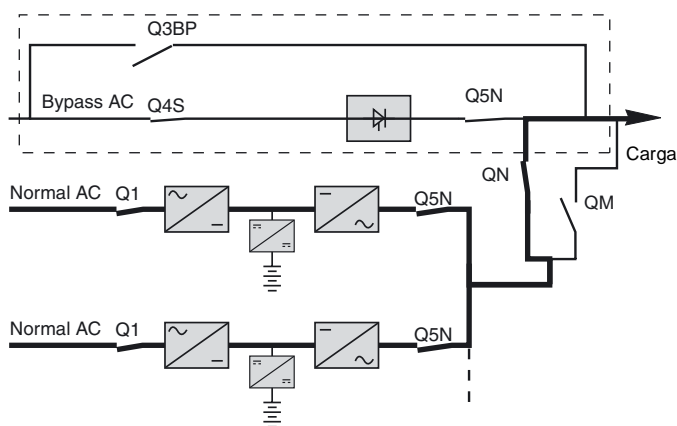 Q3BP
Bypass AC Q4S Q5N
Carga
QN
QM
Normal AC Q1 Q5N
Normal AC Q1 Q5N